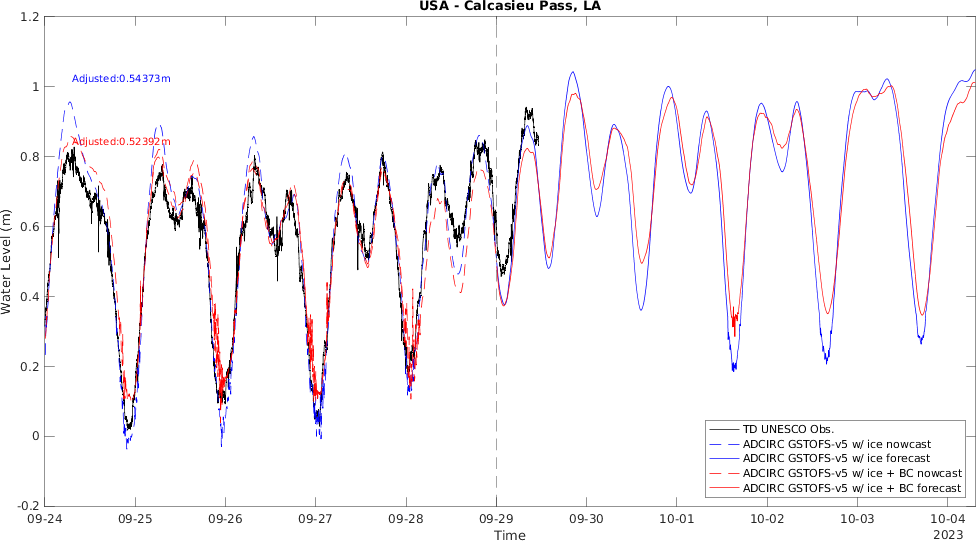 USA - Calcasieu Pass, LA
1.2
1
0.8
0.6
0.4
0.2
0
-0.2
Water Level (m)
Adjusted:0.54373m
Adjusted:0.52392m
TD UNESCO Obs.
ADCIRC GSTOFS-v5 w/ ice nowcast
ADCIRC GSTOFS-v5 w/ ice forecast
ADCIRC GSTOFS-v5 w/ ice + BC nowcast
ADCIRC GSTOFS-v5 w/ ice + BC forecast
09-24 09-25 09-26 09-27 09-28 09-29 09-30 10-01 10-02 10-03 10-04
Time
2023